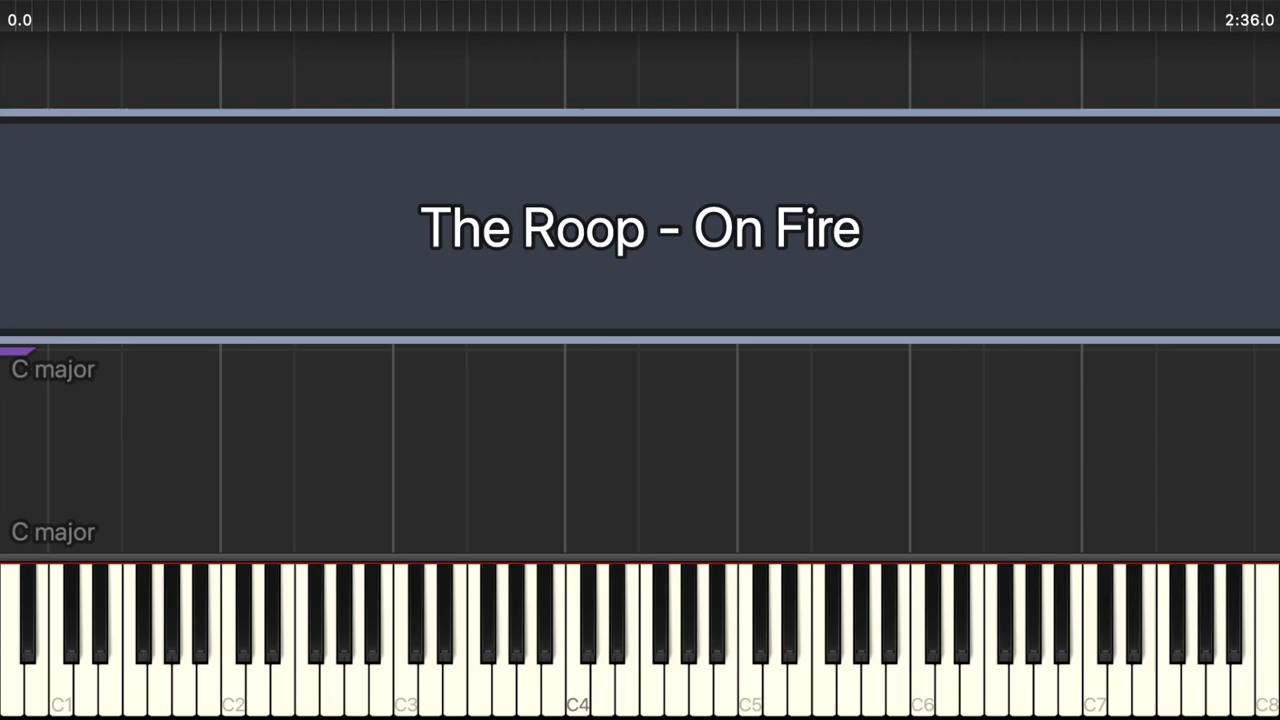 0.0 2:36.0
The Roop - On Fire
C major
C major
C1 C2 C3 C4 C5 C6 C7 C8